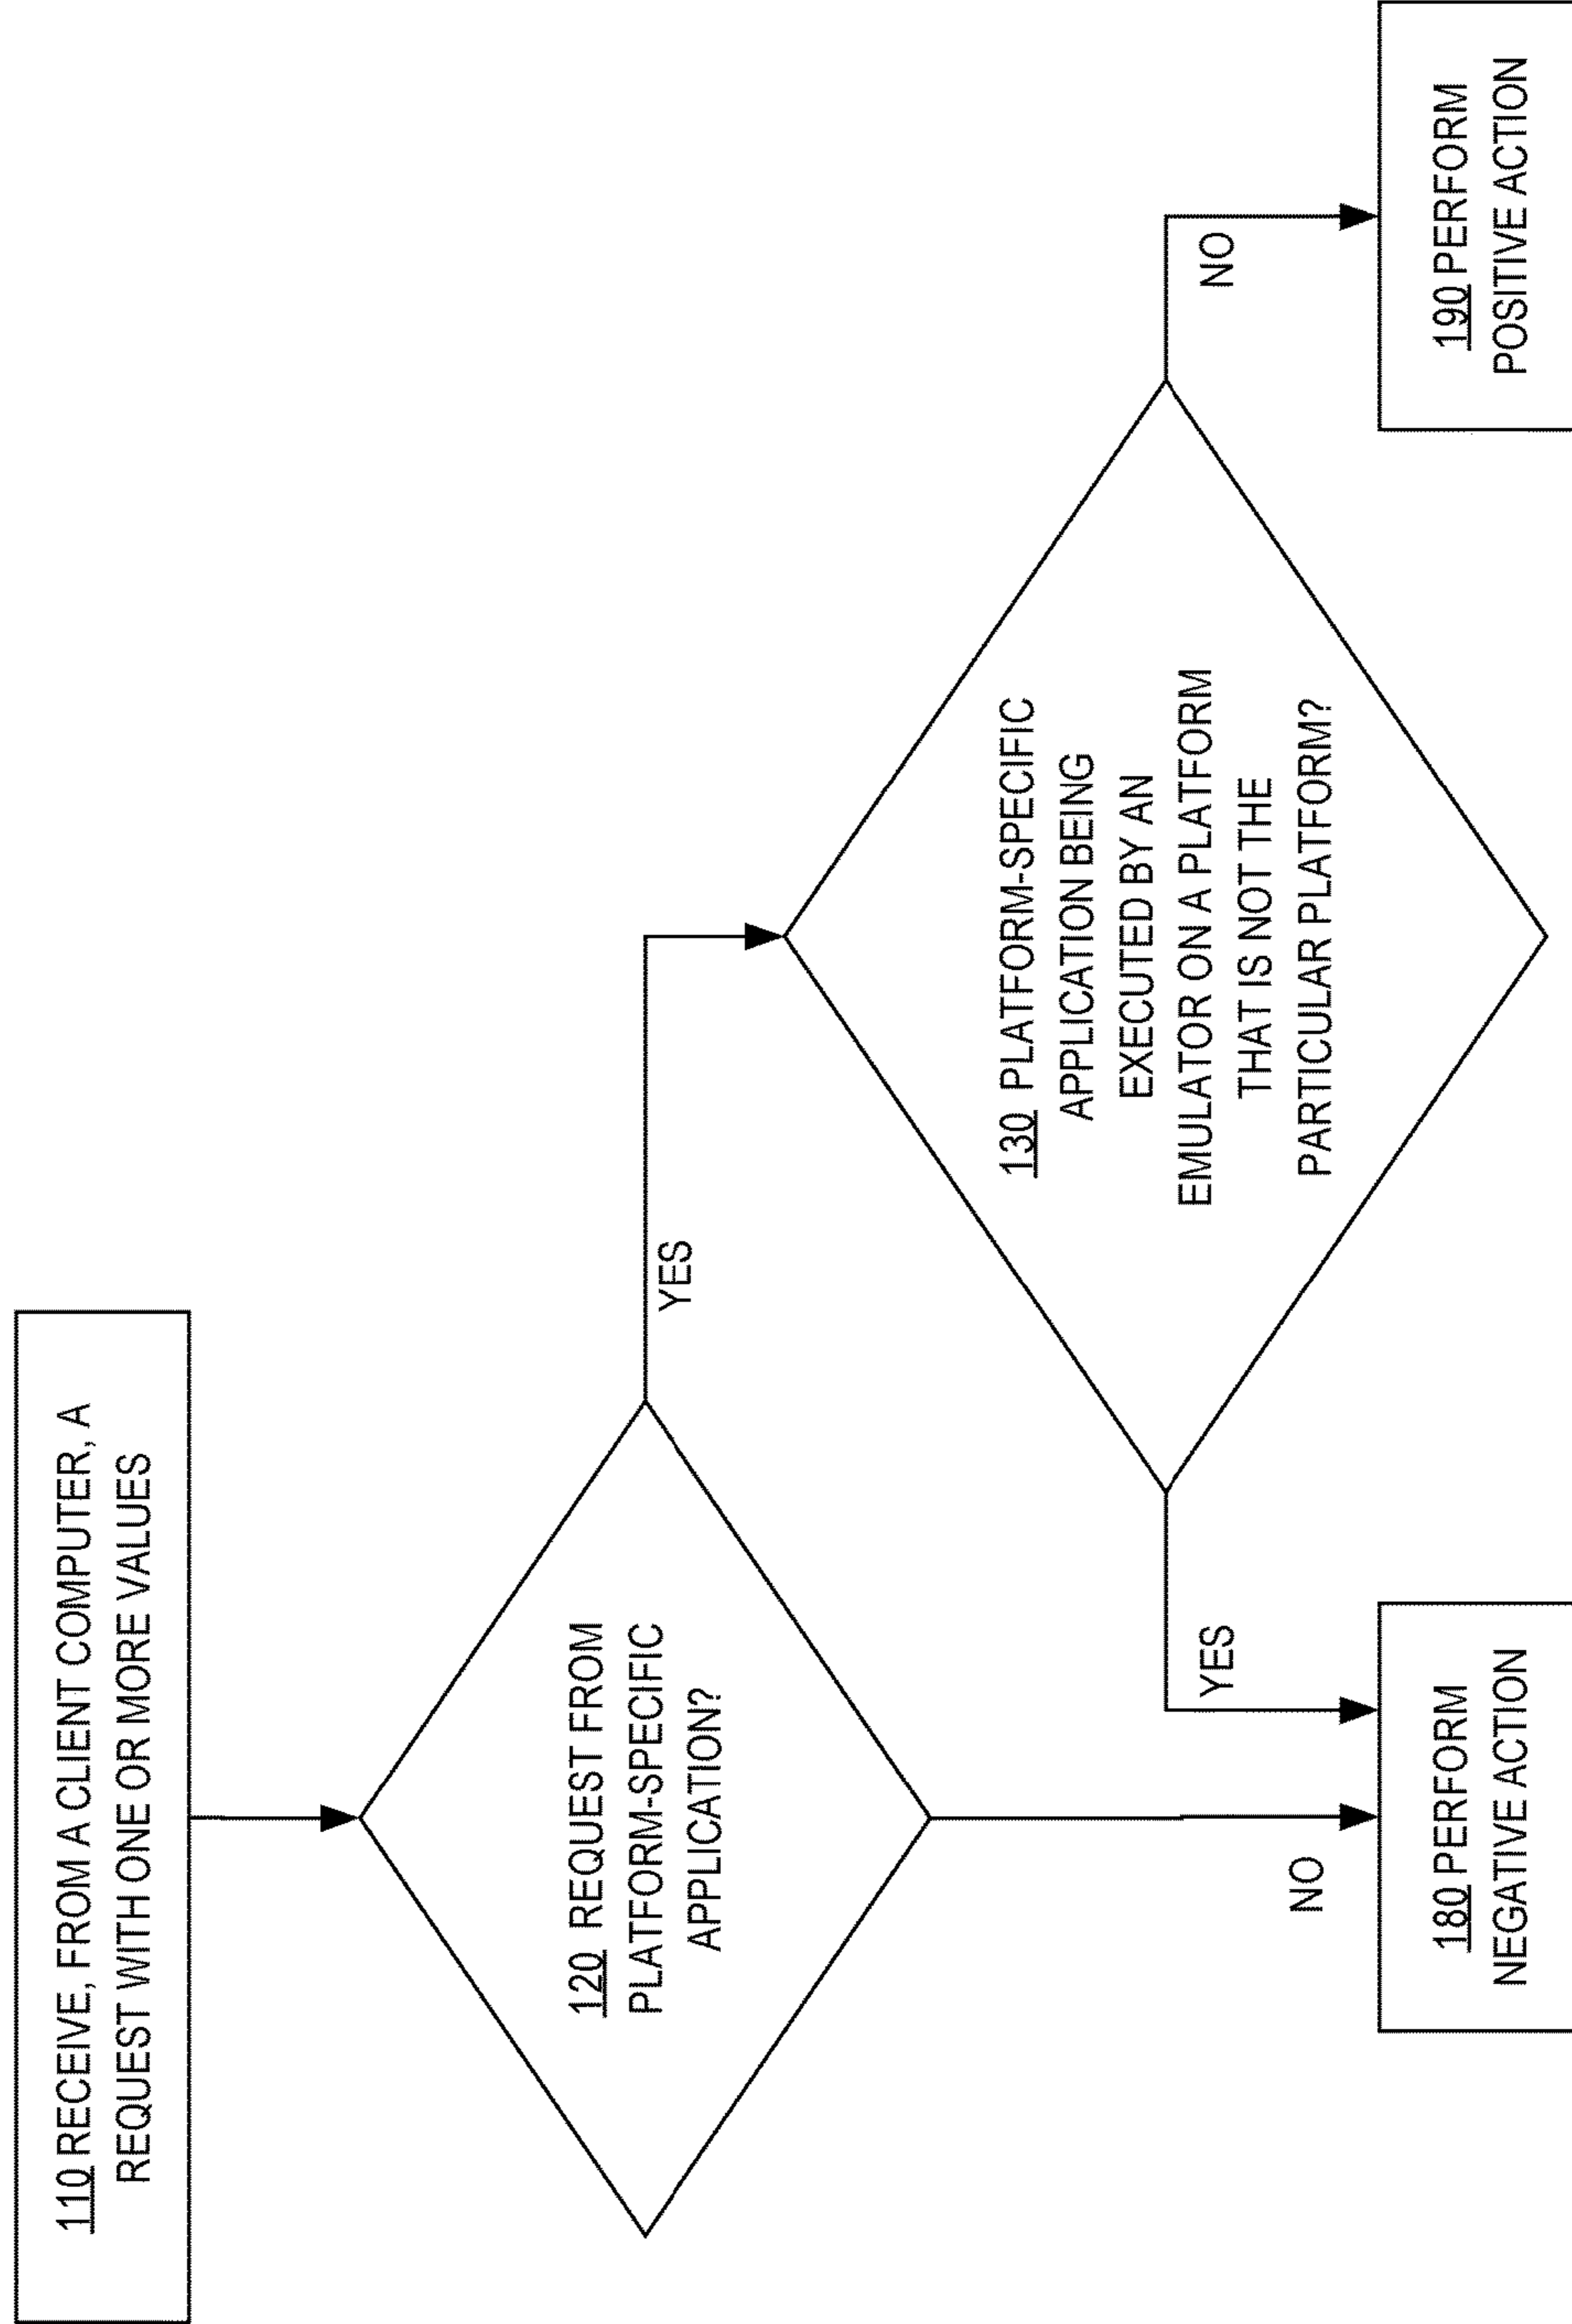 110 RECEIVE, FROM A CLIENT COMPUTER, A
REQUEST WITH ONE OR MORE VALUES
120 REQUEST FROM
PLATFORM-SPECIFIC
APPLICATION?
YES
NO
130 PLATFORM-SPECIFIC
APPLICATION BEING
EXECUTED BY AN
EMULATOR ON A PLATFORM
THAT IS NOT THE
PARTICULAR PLATFORM?
YES
NO
180 PERFORM
NEGATIVE ACTION
190 PERFORM
POSITIVE ACTION